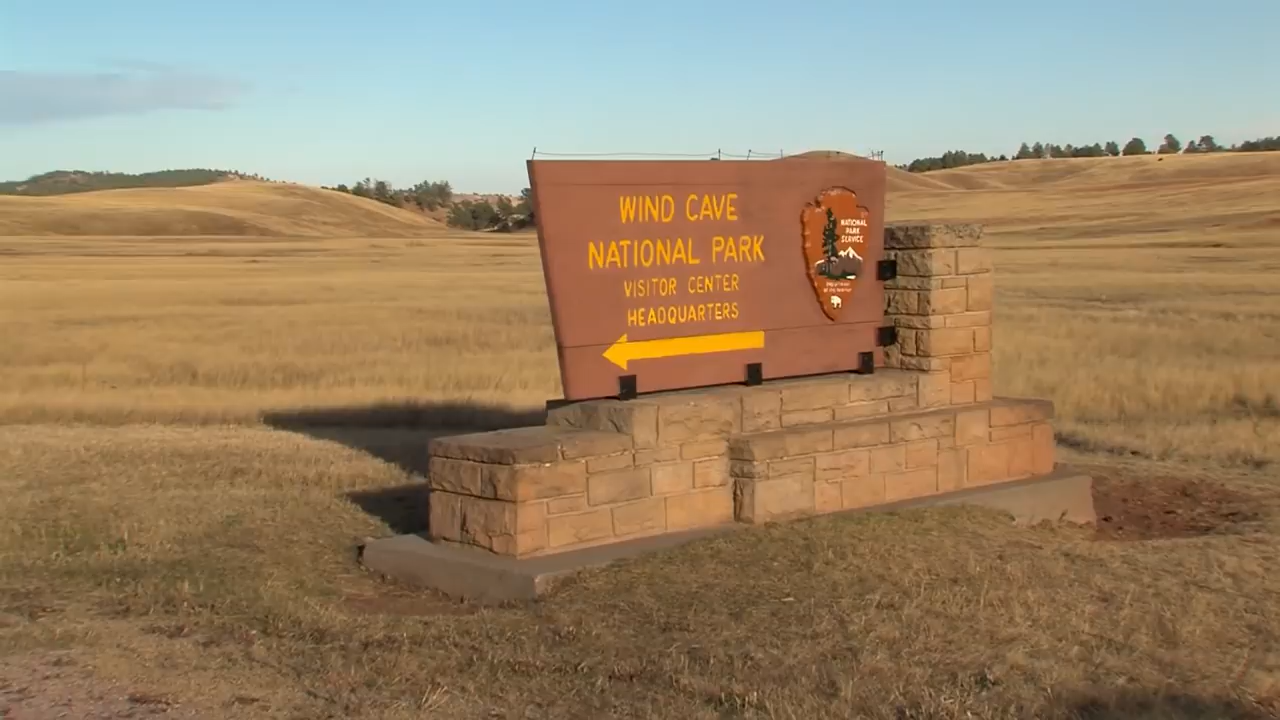 WIND CAVE
NATIONAL PARK
VISITOR CENTER
HEADQUARTERS
NATIONAL
PARK
SERVICE